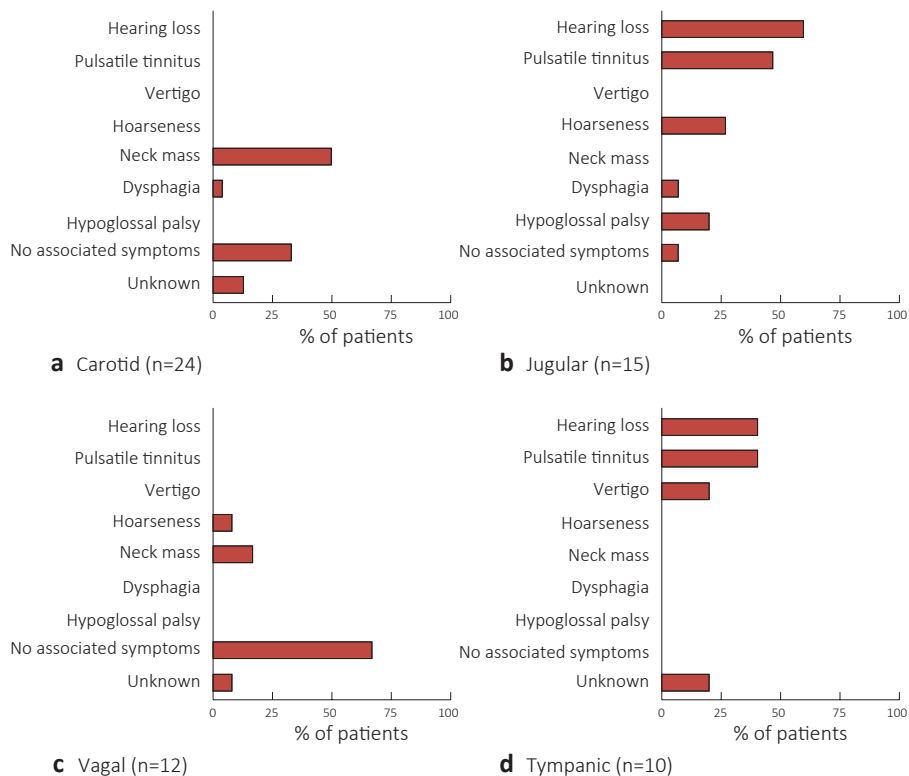 Hearing loss
Pulsatile tinnitus
Vertigo
Hoarseness
Neck mass
Dysphagia
Hypoglossal palsy
No associated symptoms
Unknown
0 25 50 75 100
% of patients
a Carotid (n=24)
Hearing loss
Pulsatile tinnitus
Vertigo
Hoarseness
Neck mass
Dysphagia
Hypoglossal palsy
No associated symptoms
Unknown
0 25 50 75 100
% of patients
b Jugular (n=15)
Hearing loss
Pulsatile tinnitus
Vertigo
Hoarseness
Neck mass
Dysphagia
Hypoglossal palsy
No associated symptoms
Unknown
0 25 50 75 100
% of patients
c Vagal (n=12)
Hearing loss
Pulsatile tinnitus
Vertigo
Hoarseness
Neck mass
Dysphagia
Hypoglossal palsy
No associated symptoms
Unknown
0 25 50 75 100
% of patients
d Tympanic (n=10)